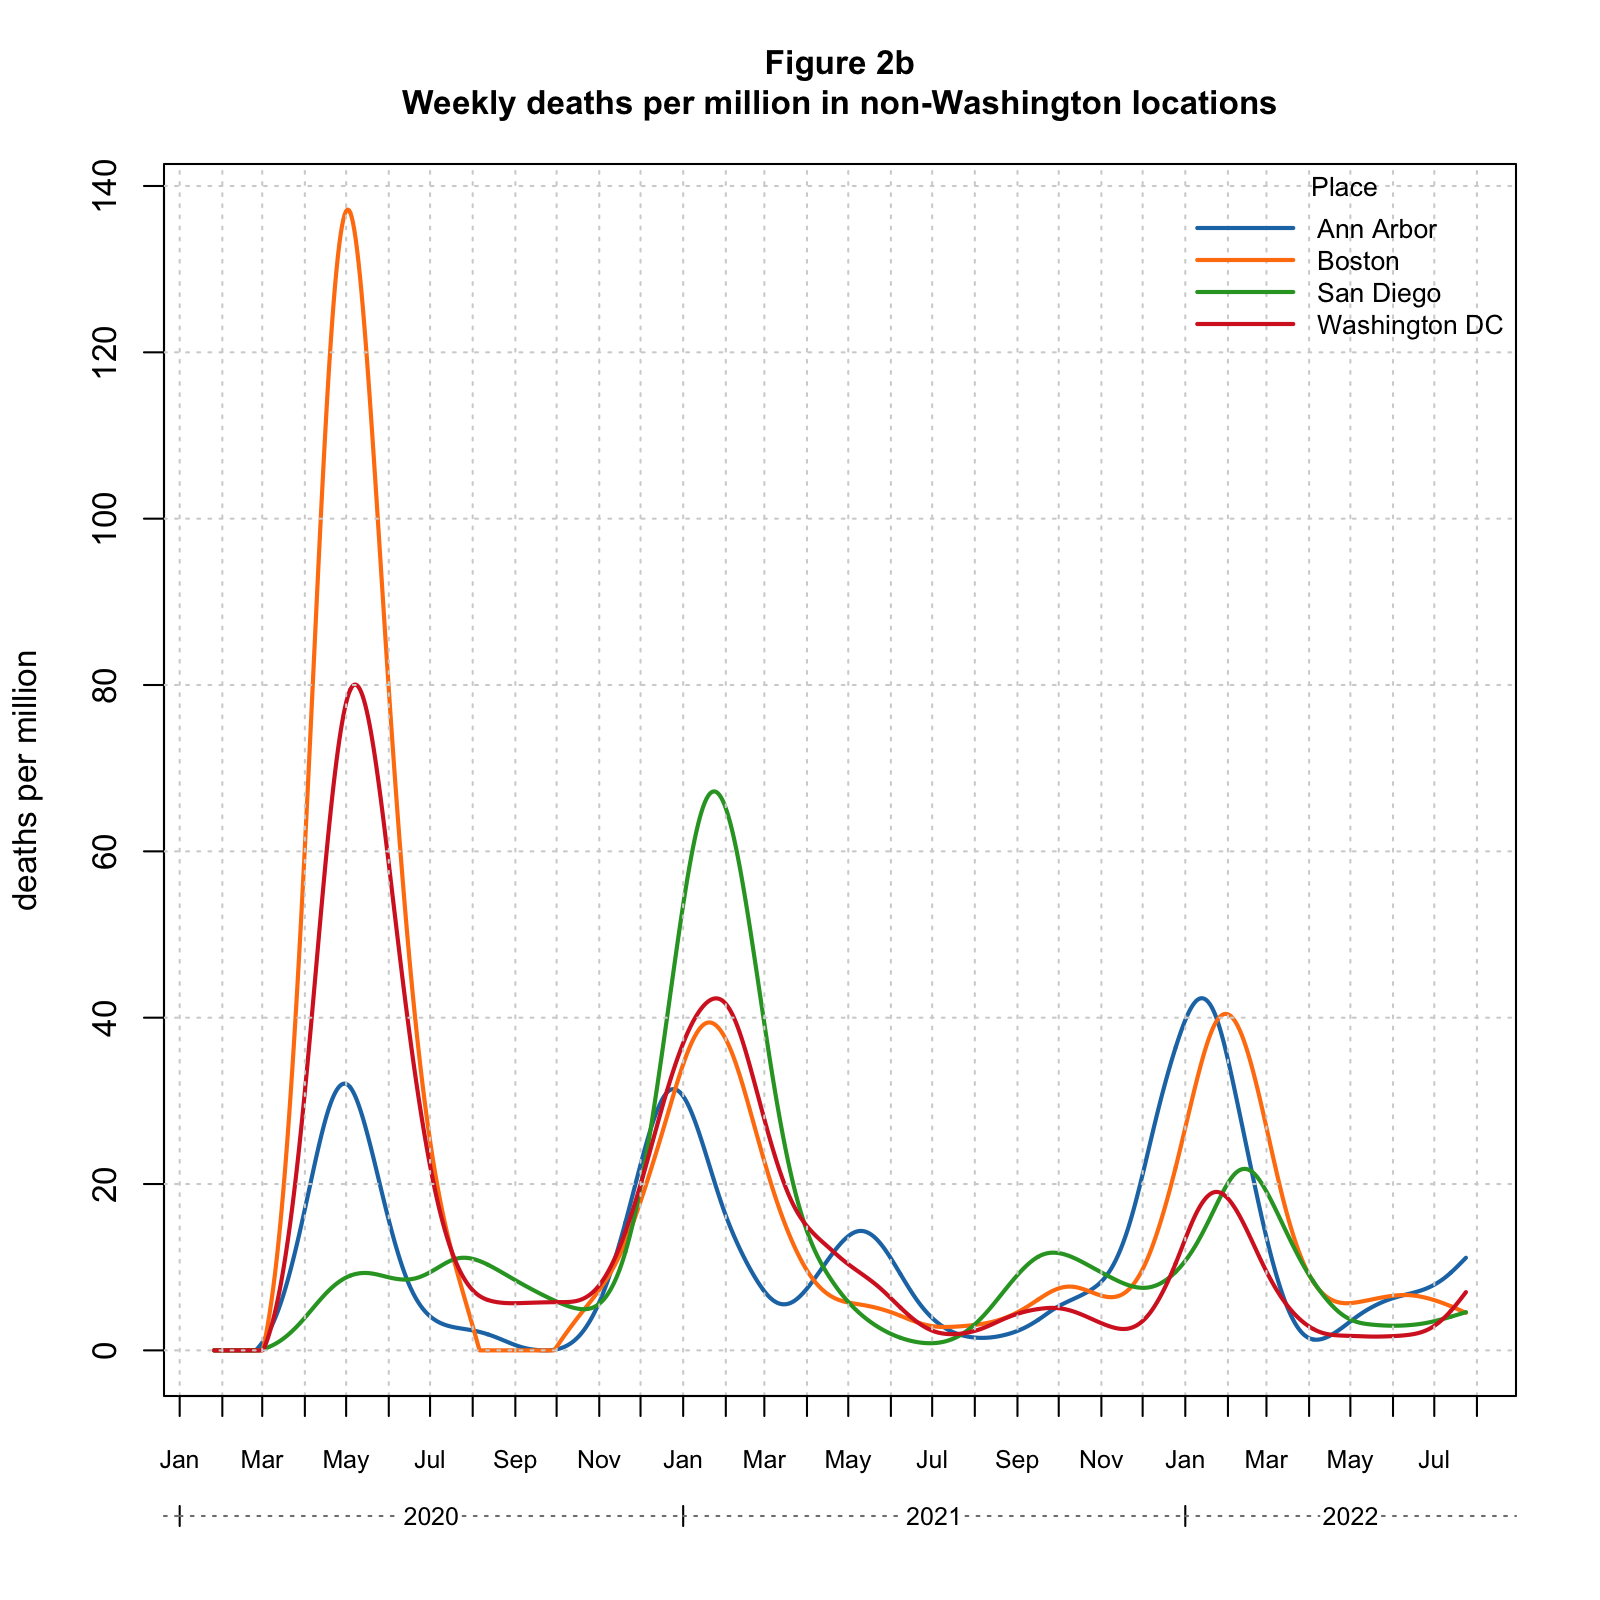 Figure 2b
Weekly deaths per million in non-Washington locations
deaths per million
140
120
100
80
60
40
20
0
Place
Ann Arbor
Boston
San Diego
Washington DC
Jan Mar May Jul Sep Nov Jan Mar May Jul Sep Nov Jan Mar May Jul
2020 2021 2022